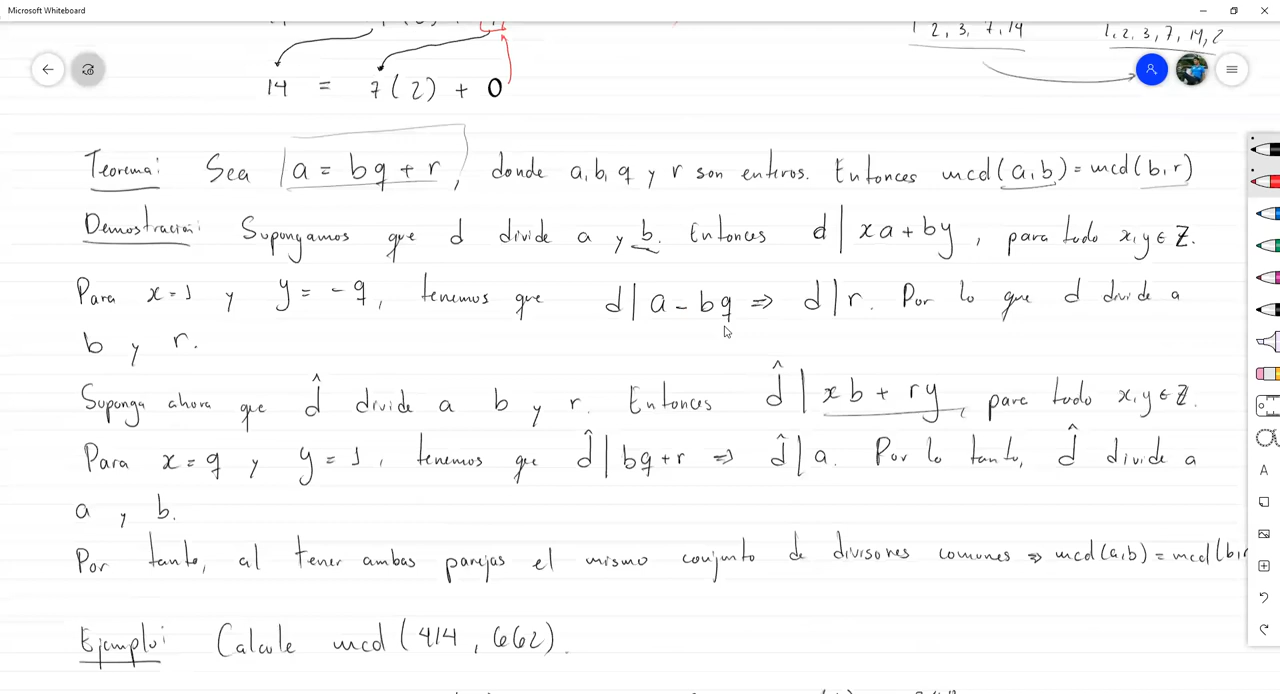 Microsoft Whiteboard
1 2, 3, 7, 14
1, 2, 3, 7, 14, 2
14 = 7(2) + 0
Teorema: Sea a = bq + r, donde a, b, q y r son enteros. Entonces mcd(a,b) = mcd(b,r)
Demostración: Supongamos que d divide a y b. Entonces d | xa + by, para todo x, y ∈ Z.
Para x = 1 y y = -q, tenemos que d | a - bq ⇒ d | r. Por lo que d divide a
b y r.
Suponga ahora que d̂ divide a b y r. Entonces d̂ | xb + ry, para todo x, y ∈ Z.
Para x = q y y = 1, tenemos que d̂ | bq + r ⇒ d̂ | a. Por lo tanto, d̂ divide a
a y b.
Por tanto, al tener ambas parejas el mismo conjunto de divisores comunes ⇒ mcd(a,b) = mcd(b,r
Ejemplo: Calcule mcd(414, 662).
A